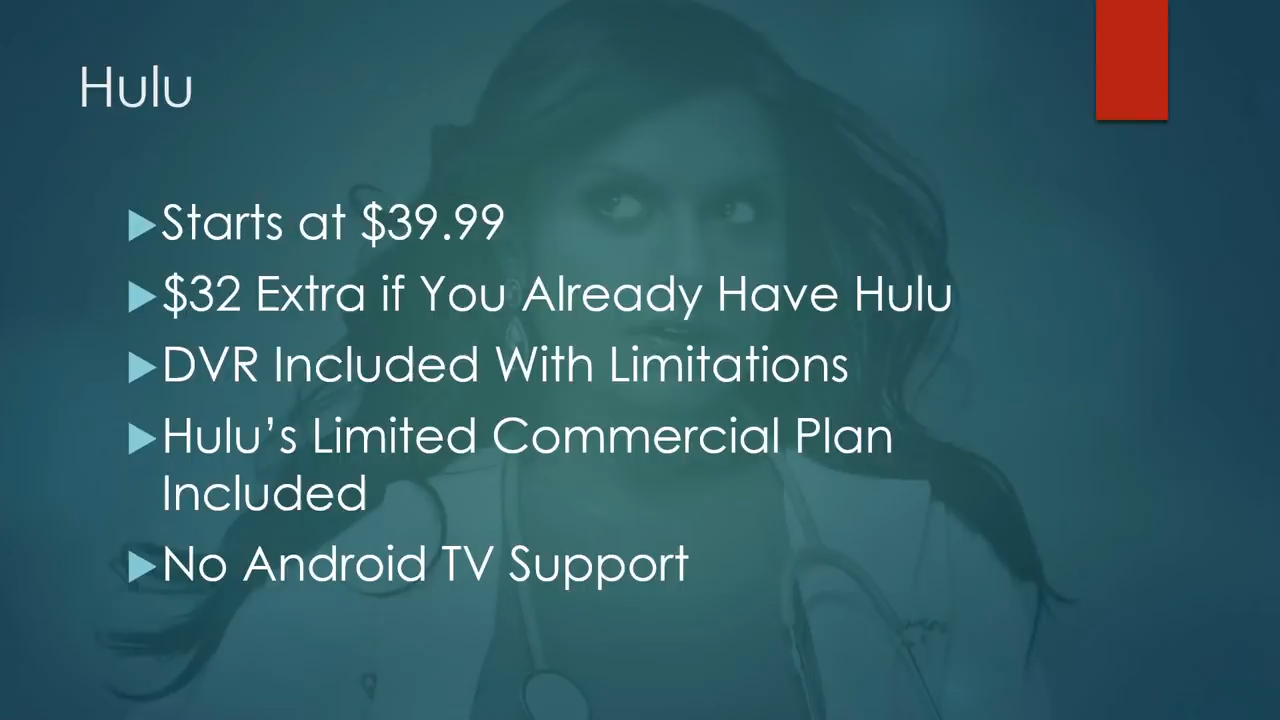 Hulu
Starts at $39.99
$32 Extra if You Already Have Hulu
DVR Included With Limitations
Hulu’s Limited Commercial Plan
Included
No Android TV Support